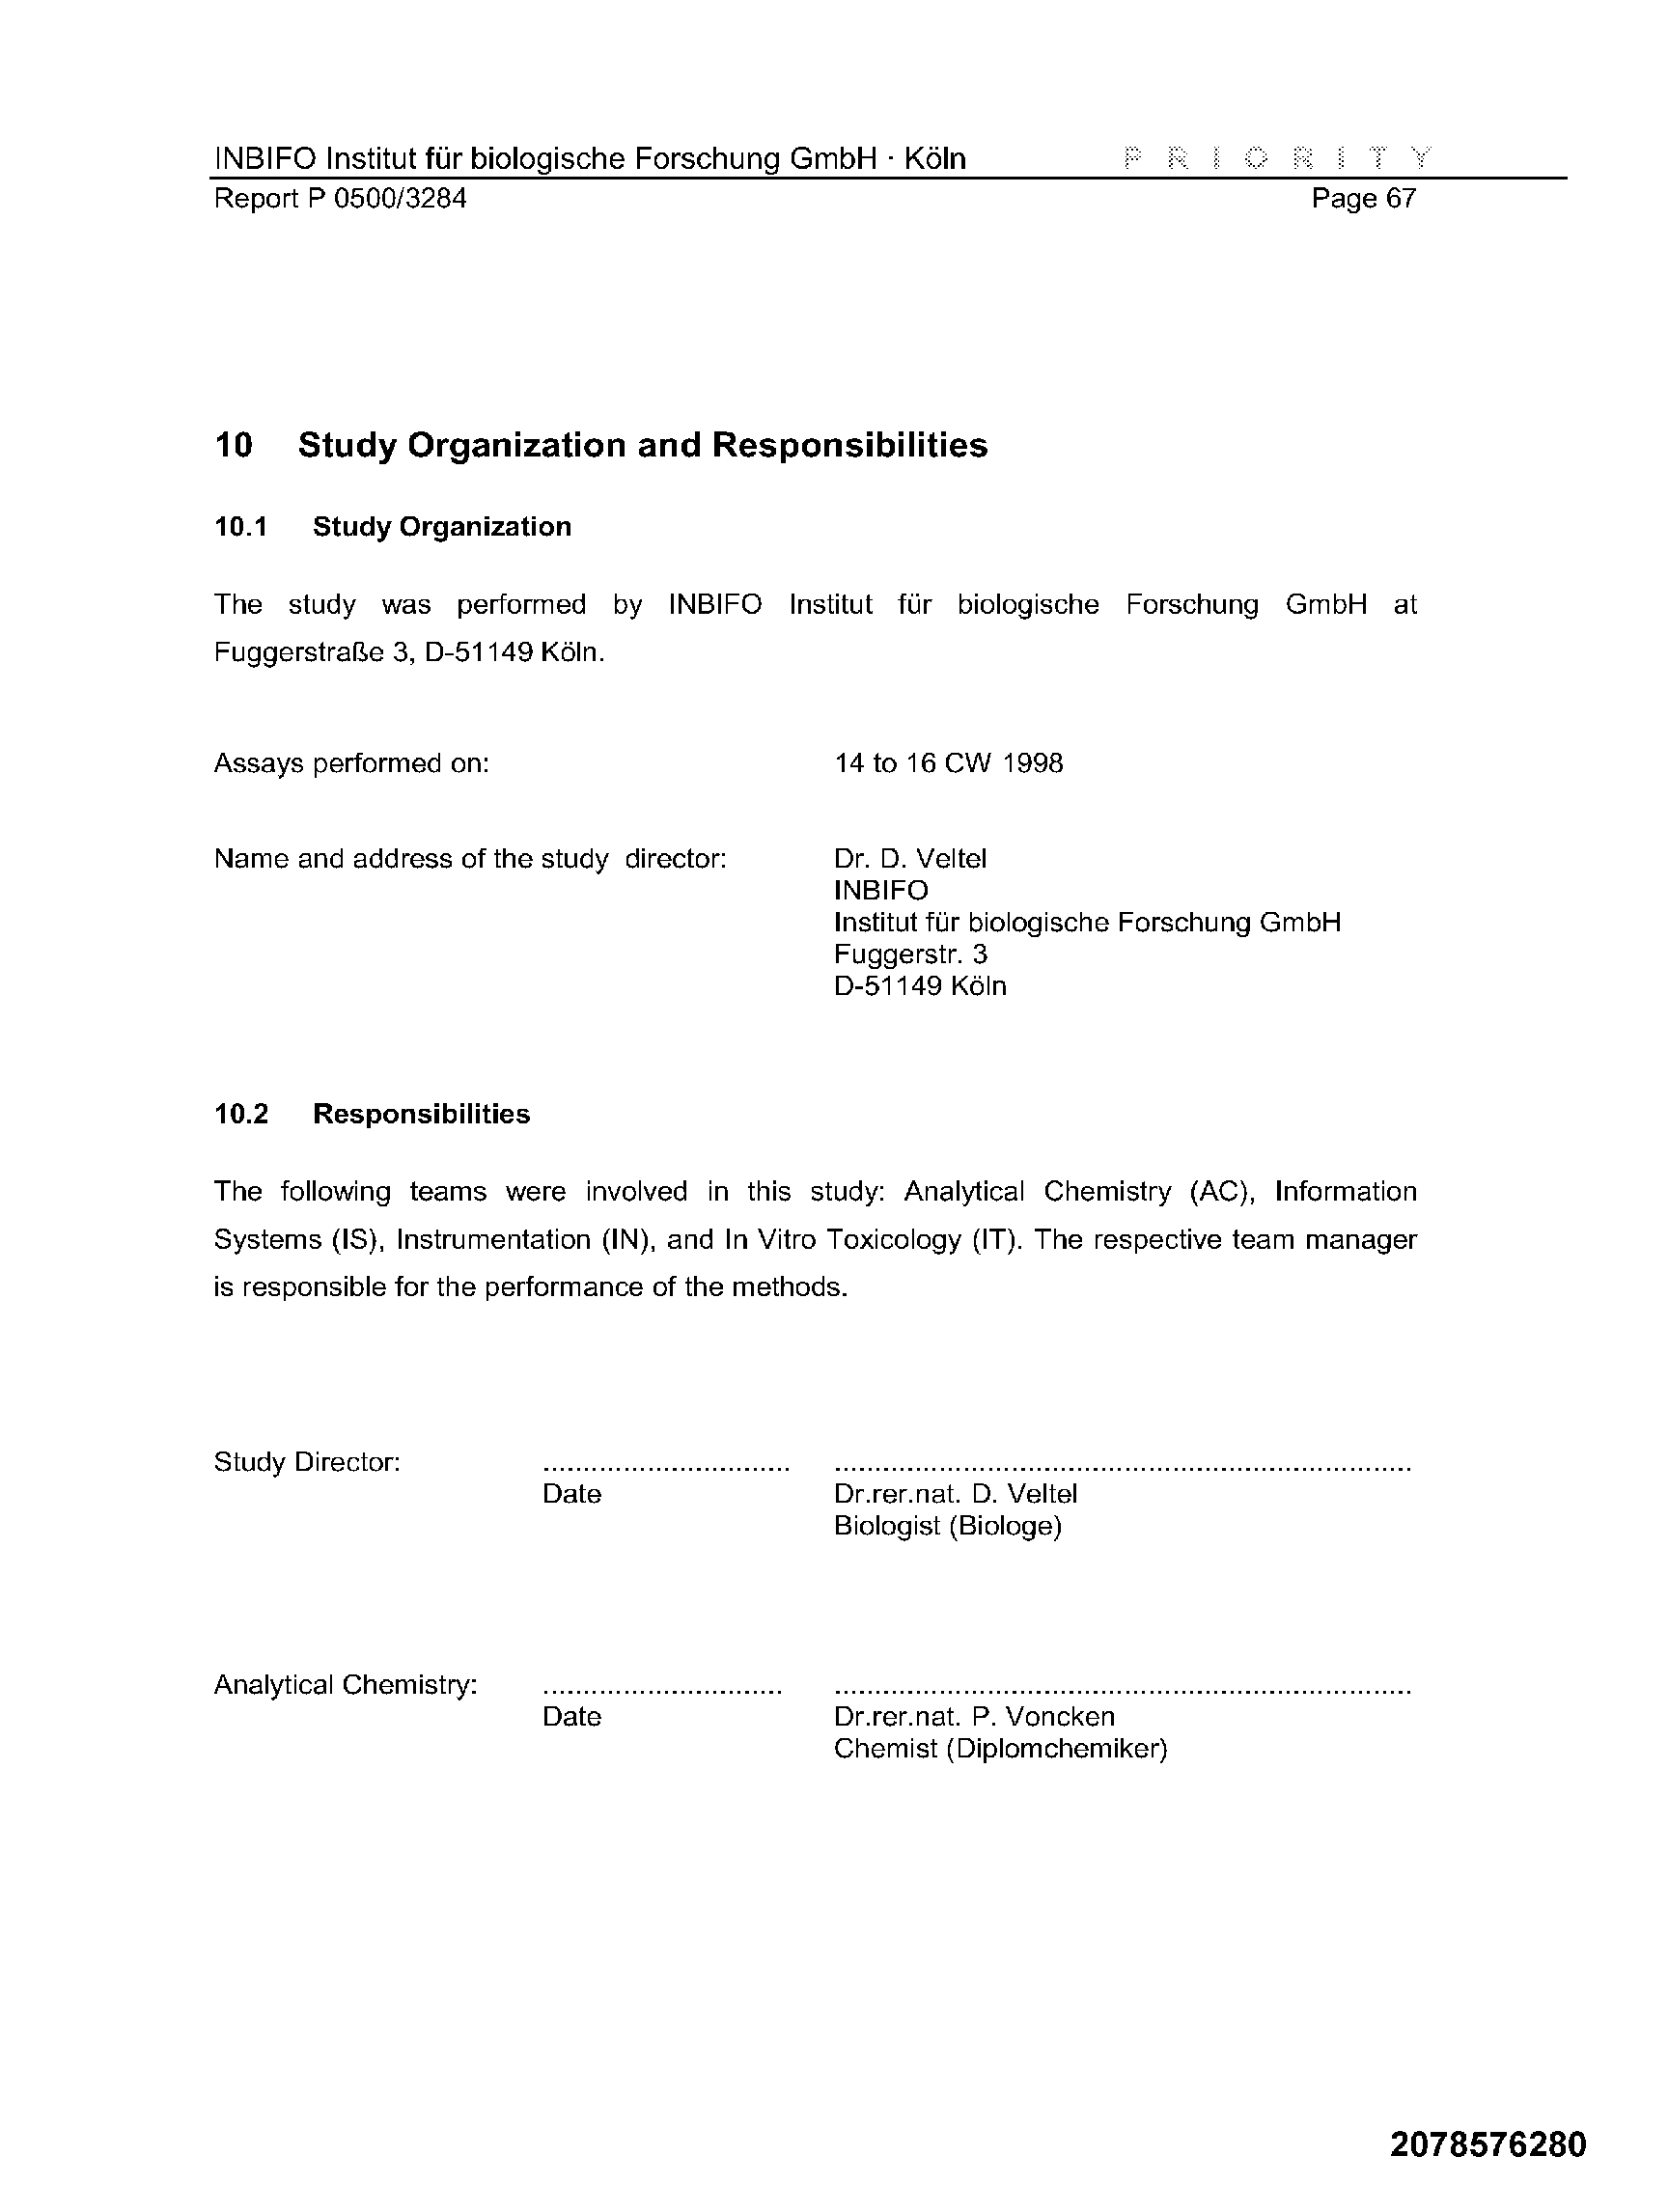 INBIFO Institut für biologische Forschung GmbH · Köln P R I O R I T Y
Report P 0500/3284 Page 67
10 Study Organization and Responsibilities
10.1 Study Organization
The study was performed by INBIFO Institut für biologische Forschung GmbH at
Fuggerstraße 3, D-51149 Köln.
Assays performed on: 14 to 16 CW 1998
Name and address of the study director: Dr. D. Veltel
INBIFO
Institut für biologische Forschung GmbH
Fuggerstr. 3
D-51149 Köln
10.2 Responsibilities
The following teams were involved in this study: Analytical Chemistry (AC), Information
Systems (IS), Instrumentation (IN), and In Vitro Toxicology (IT). The respective team manager
is responsible for the performance of the methods.
Study Director: .............................. ........................................................................
Date Dr.rer.nat. D. Veltel
Biologist (Biologe)
Analytical Chemistry: ............................. ........................................................................
Date Dr.rer.nat. P. Voncken
Chemist (Diplomchemiker)
2078576280